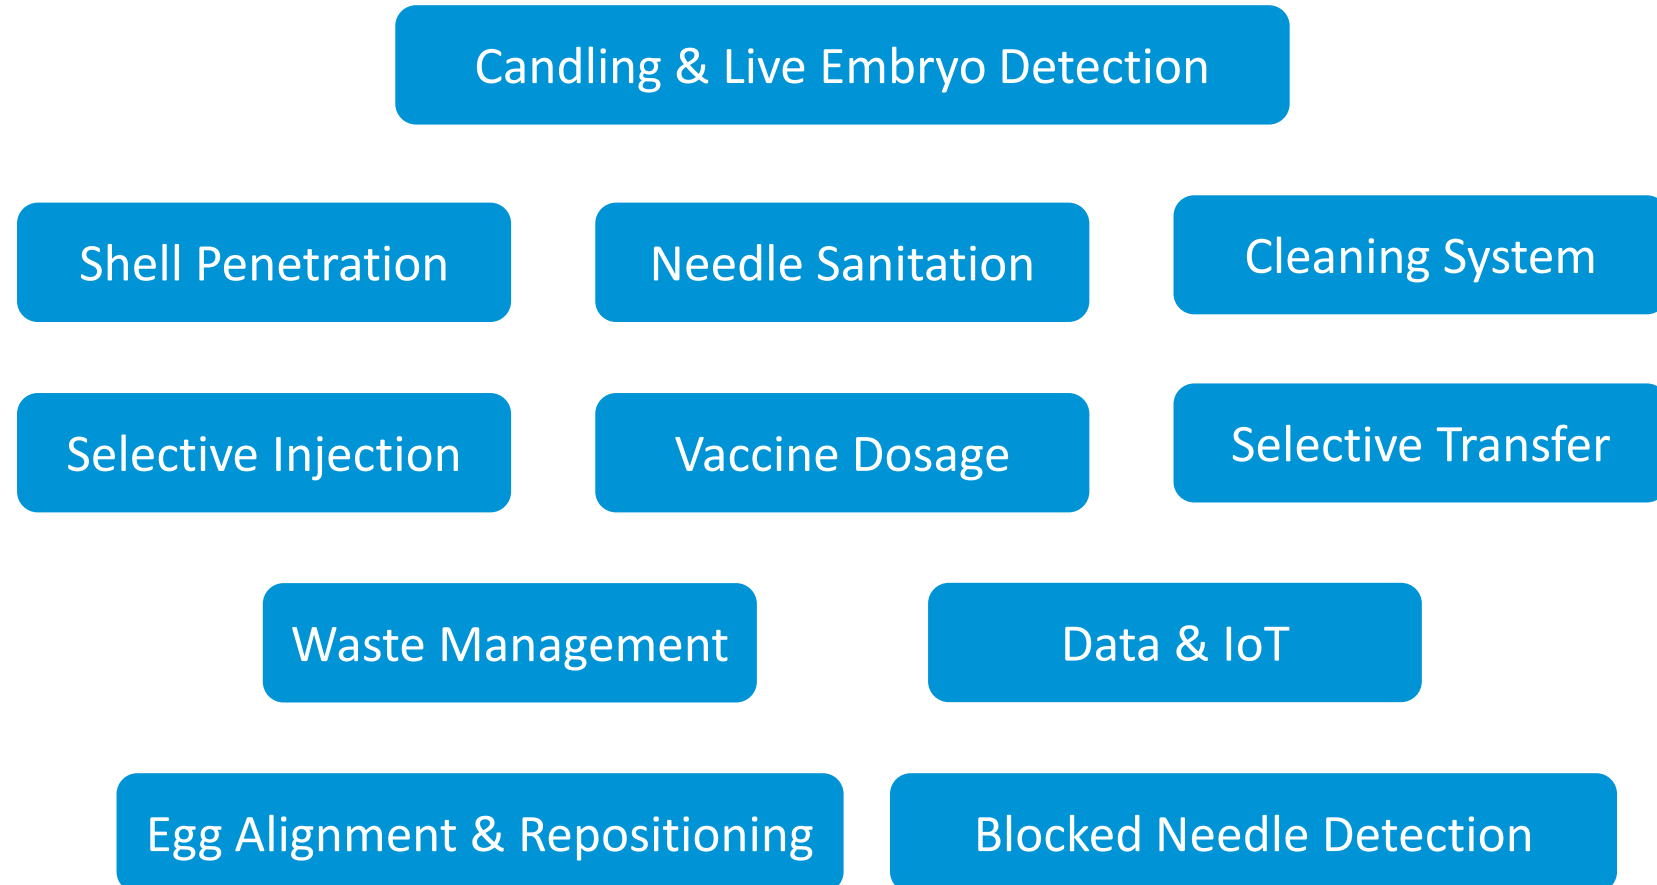 Candling & Live Embryo Detection
Shell Penetration
Needle Sanitation
Cleaning System
Selective Injection
Vaccine Dosage
Selective Transfer
Waste Management
Data & IoT
Egg Alignment & Repositioning
Blocked Needle Detection